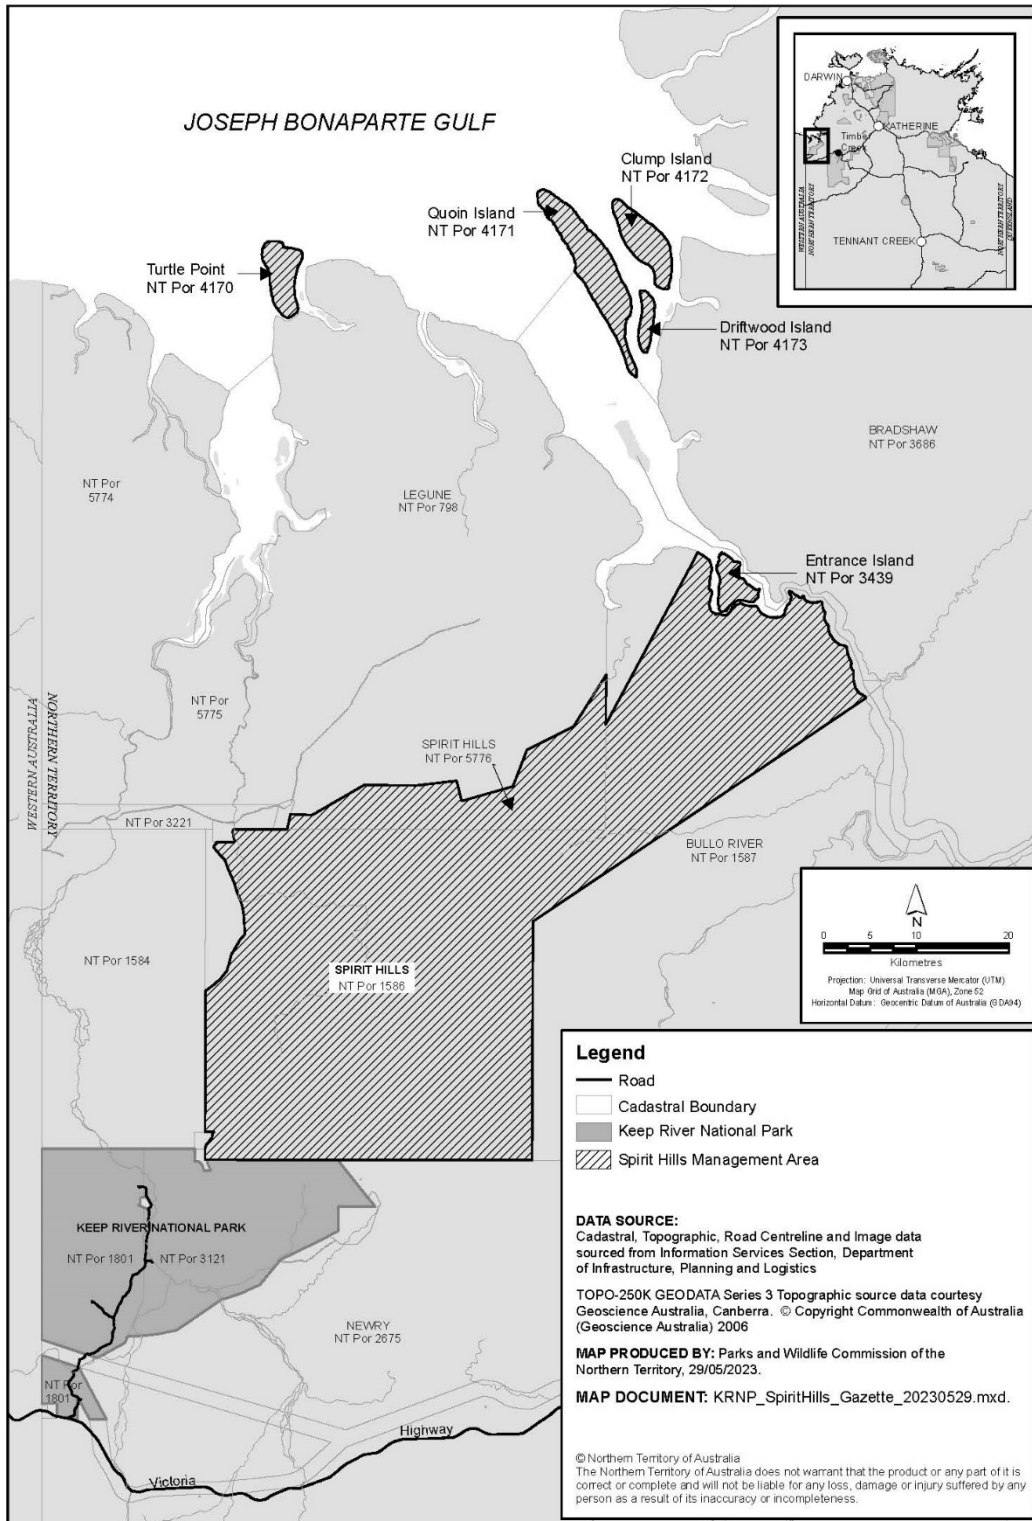 JOSEPH BONAPARTE GULF
DARWIN
KATHERINE
Timber
Creek
TENNANT CREEK
WESTERN AUSTRALIA
NORTHERN TERRITORY
NORTHERN TERRITORY
QUEENSLAND
Clump Island
NT Por 4172
Quoin Island
NT Por 4171
Turtle Point
NT Por 4170
Driftwood Island
NT Por 4173
BRADSHAW
NT Por 3686
NT Por
5774
LEGUNE
NT Por 798
Entrance Island
NT Por 3439
NT Por
5775
WESTERN AUSTRALIA
NORTHERN TERRITORY
SPIRIT HILLS
NT Por 5776
NT Por 3221
BULLO RIVER
NT Por 1587
NT Por 1584
SPIRIT HILLS
NT Por 1586
N
0 5 10 20
Kilometres
Projection: Universal Transverse Mercator (UTM)
Map Grid of Australia (MGA), Zone 52
Horizontal Datum: Geocentric Datum of Australia (GDA94)
Legend
Road
Cadastral Boundary
Keep River National Park
Spirit Hills Management Area
KEEP RIVER NATIONAL PARK
NT Por 1801
NT Por 3121
NEWRY
NT Por 2675
NT Por
1801
Victoria
Highway
DATA SOURCE:
Cadastral, Topographic, Road Centreline and Image data
sourced from Information Services Section, Department
of Infrastructure, Planning and Logistics
TOPO-250K GEODATA Series 3 Topographic source data courtesy
Geoscience Australia, Canberra. © Copyright Commonwealth of Australia
(Geoscience Australia) 2006
MAP PRODUCED BY: Parks and Wildlife Commission of the
Northern Territory, 29/05/2023.
MAP DOCUMENT: KRNP_SpiritHills_Gazette_20230529.mxd.
© Northern Territory of Australia
The Northern Territory of Australia does not warrant that the product or any part of it is
correct or complete and will not be liable for any loss, damage or injury suffered by any
person as a result of its inaccuracy or incompleteness.